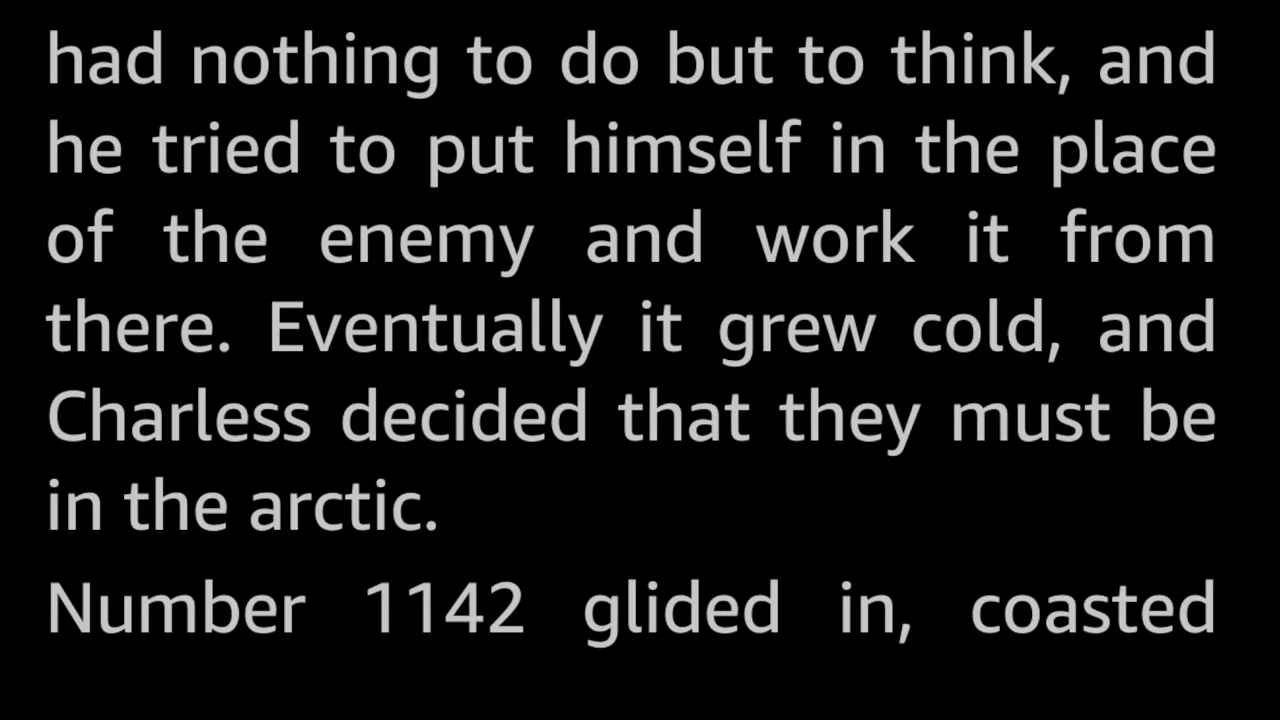 had nothing to do but to think, and
he tried to put himself in the place
of the enemy and work it from
there. Eventually it grew cold, and
Charless decided that they must be
in the arctic.
Number 1142 glided in, coasted